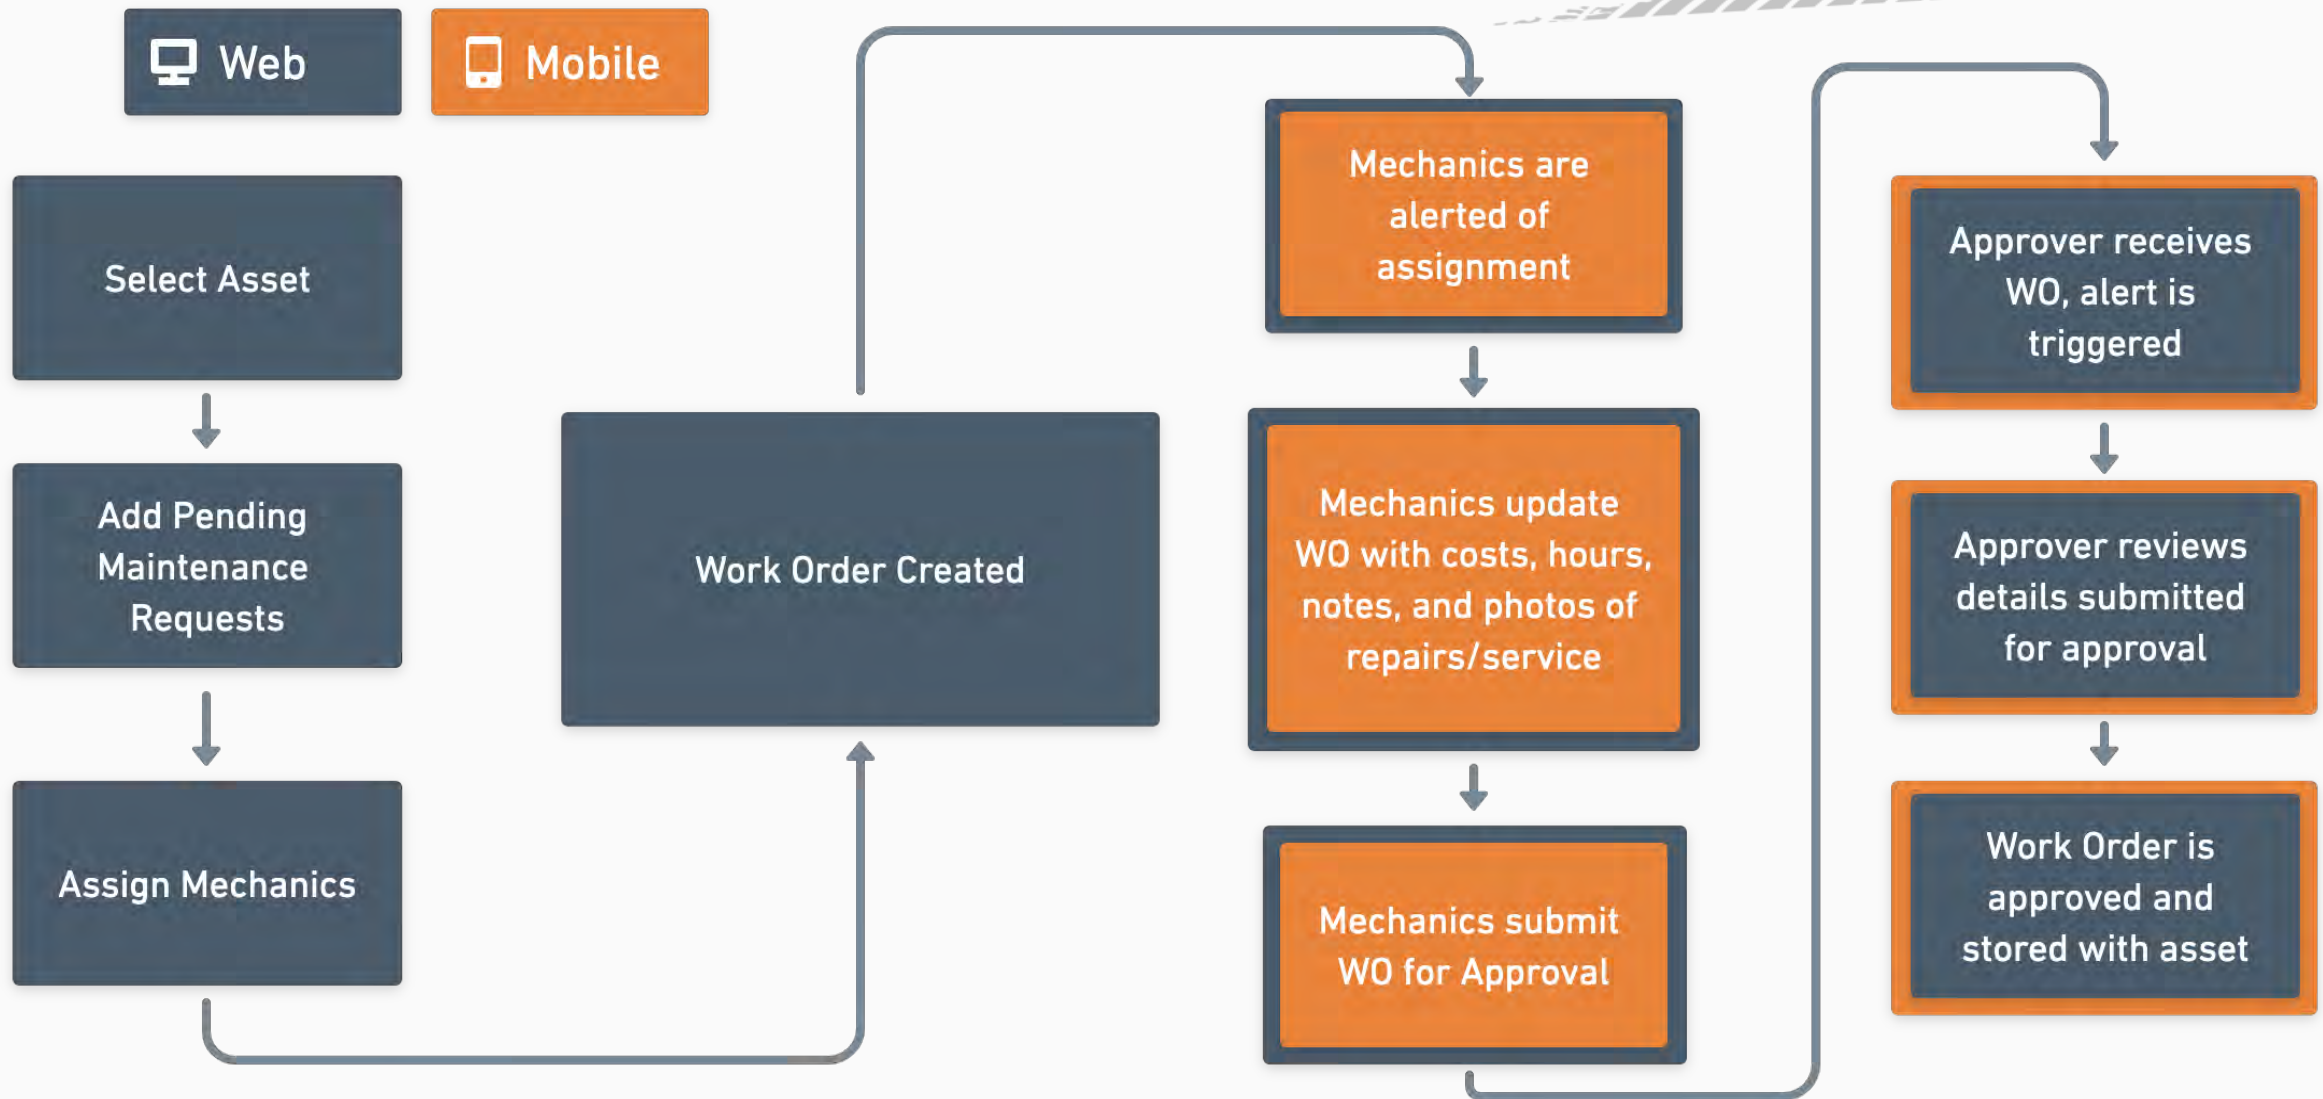 Web
Mobile
Select Asset
Add Pending
Maintenance
Requests
Assign Mechanics
Work Order Created
Mechanics are
alerted of
assignment
Mechanics update
WO with costs, hours,
notes, and photos of
repairs/service
Mechanics submit
WO for Approval
Approver receives
WO, alert is
triggered
Approver reviews
details submitted
for approval
Work Order is
approved and
stored with asset